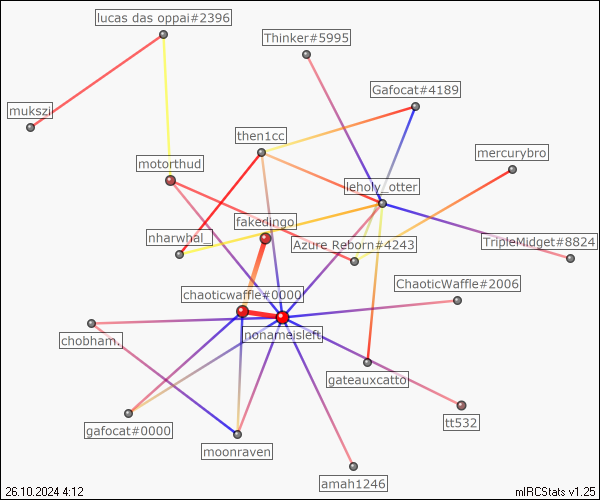 lucas das oppai#2396
Thinker#5995
Gafocat#4189
mukszi
then1cc
mercurybro
motorthud
leholy_otter
fakedingo
nharwhal_
Azure Reborn#4243
TripleMidget#8824
ChaoticWaffle#2006
chaoticwaffle#0000
nonameisleft
chobham.
gateauxcatto
gafocat#0000
tt532
moonraven
amah1246
26.10.2024 4:12
mIRCStats v1.25